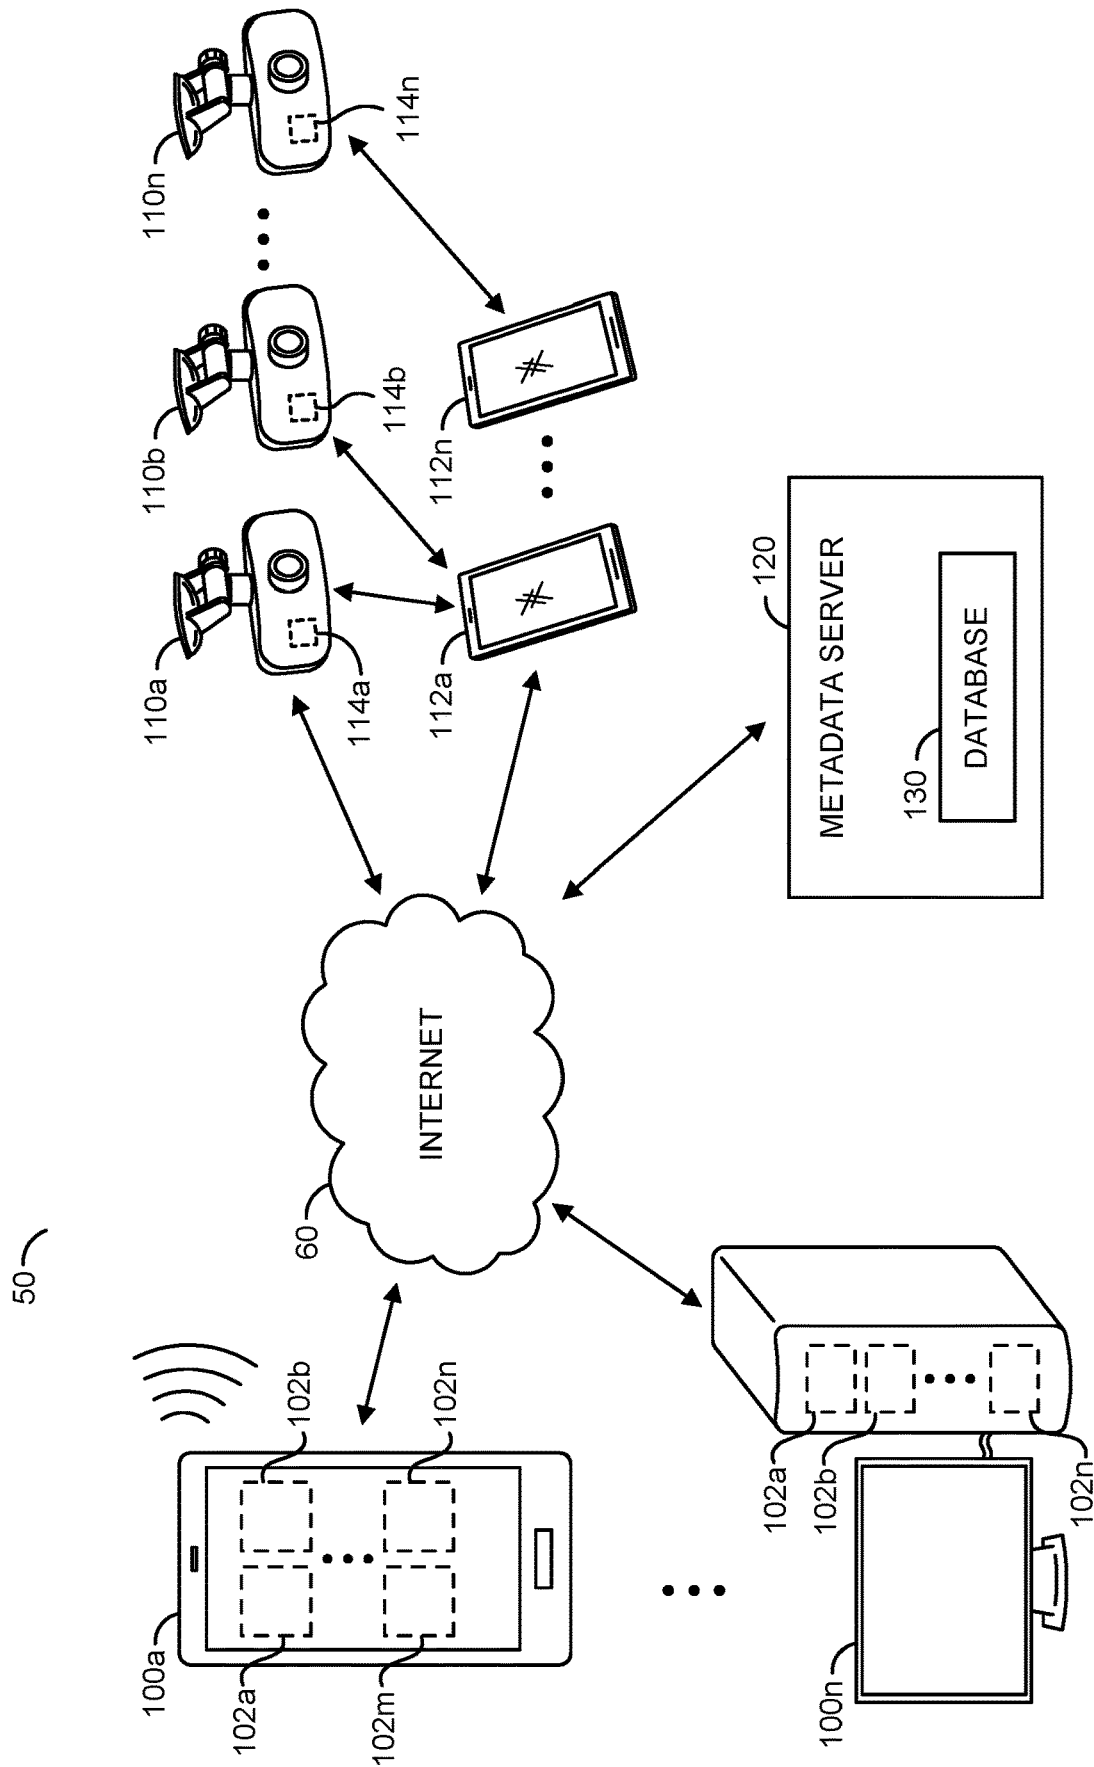 50
100a
102a
102b
102m
102n
60
INTERNET
110a
110b
110n
114a
114b
114n
112a
112n
100n
102a
102b
102n
METADATA SERVER
120
130
DATABASE